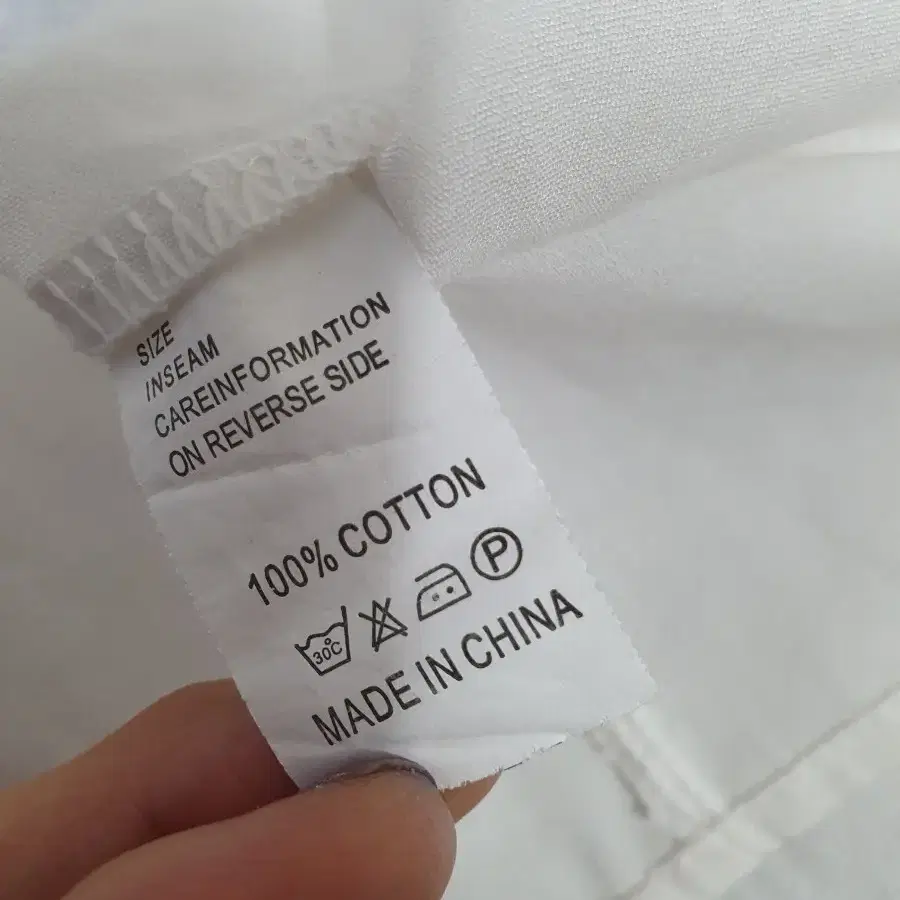 SIZE
INSEAM
CAREINFORMATION
ON REVERSE SIDE
100% COTTON
30°C P
MADE IN CHINA